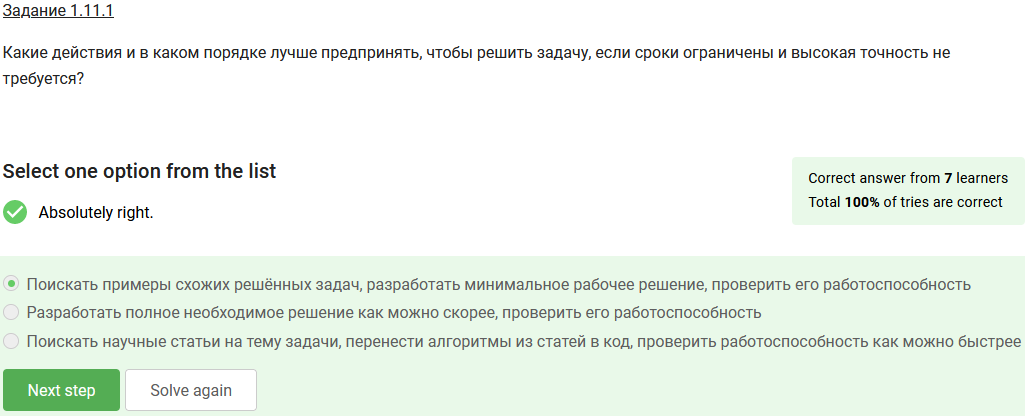 Задание 1.11.1
Какие действия и в каком порядке лучше предпринять, чтобы решить задачу, если сроки ограничены и высокая точность не
требуется?
Select one option from the list
Correct answer from 7 learners
Total 100% of tries are correct
Absolutely right.
Поискать примеры схожих решённых задач, разработать минимальное рабочее решение, проверить его работоспособность
Разработать полное необходимое решение как можно скорее, проверить его работоспособность
Поискать научные статьи на тему задачи, перенести алгоритмы из статей в код, проверить работоспособность как можно быстрее
Next step
Solve again